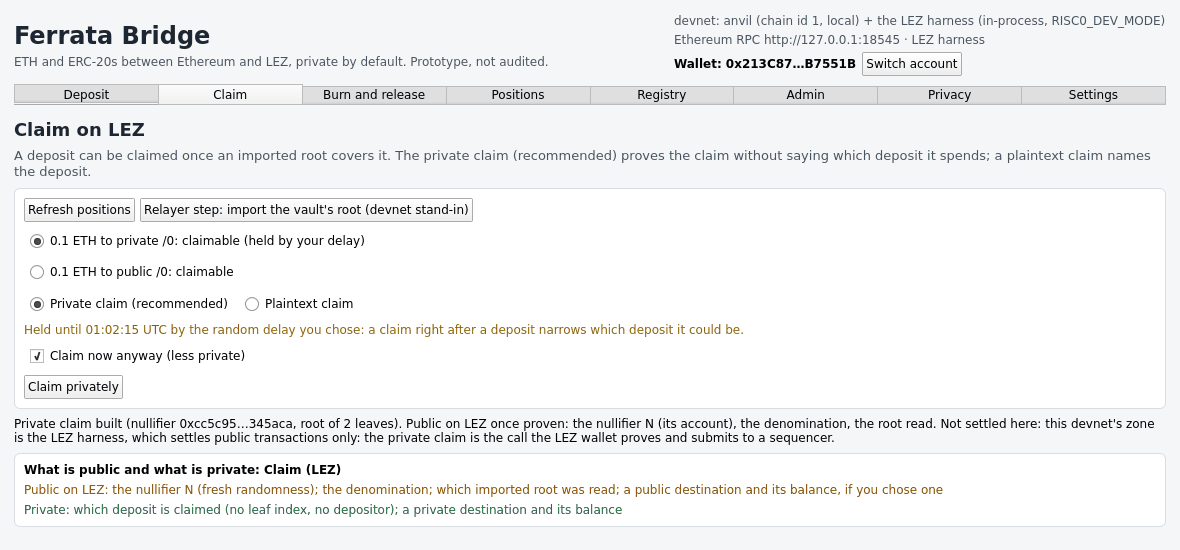 Ferrata Bridge
ETH and ERC-20s between Ethereum and LEZ, private by default. Prototype, not audited.
devnet: anvil (chain id 1, local) + the LEZ harness (in-process, RISC0_DEV_MODE)
Ethereum RPC http://127.0.0.1:18545 · LEZ harness
Wallet: 0x213C87…B7551B Switch account
Deposit Claim Burn and release Positions Registry Admin Privacy Settings
Claim on LEZ
A deposit can be claimed once an imported root covers it. The private claim (recommended) proves the claim without saying which deposit it spends; a plaintext claim names
the deposit.
Refresh positions Relayer step: import the vault's root (devnet stand-in)
0.1 ETH to private /0: claimable (held by your delay)
0.1 ETH to public /0: claimable
Private claim (recommended) Plaintext claim
Held until 01:02:15 UTC by the random delay you chose: a claim right after a deposit narrows which deposit it could be.
Claim now anyway (less private)
Claim privately
Private claim built (nullifier 0xcc5c95…345aca, root of 2 leaves). Public on LEZ once proven: the nullifier N (its account), the denomination, the root read. Not settled here: this devnet's zone
is the LEZ harness, which settles public transactions only: the private claim is the call the LEZ wallet proves and submits to a sequencer.
What is public and what is private: Claim (LEZ)
Public on LEZ: the nullifier N (fresh randomness); the denomination; which imported root was read; a public destination and its balance, if you chose one
Private: which deposit is claimed (no leaf index, no depositor); a private destination and its balance